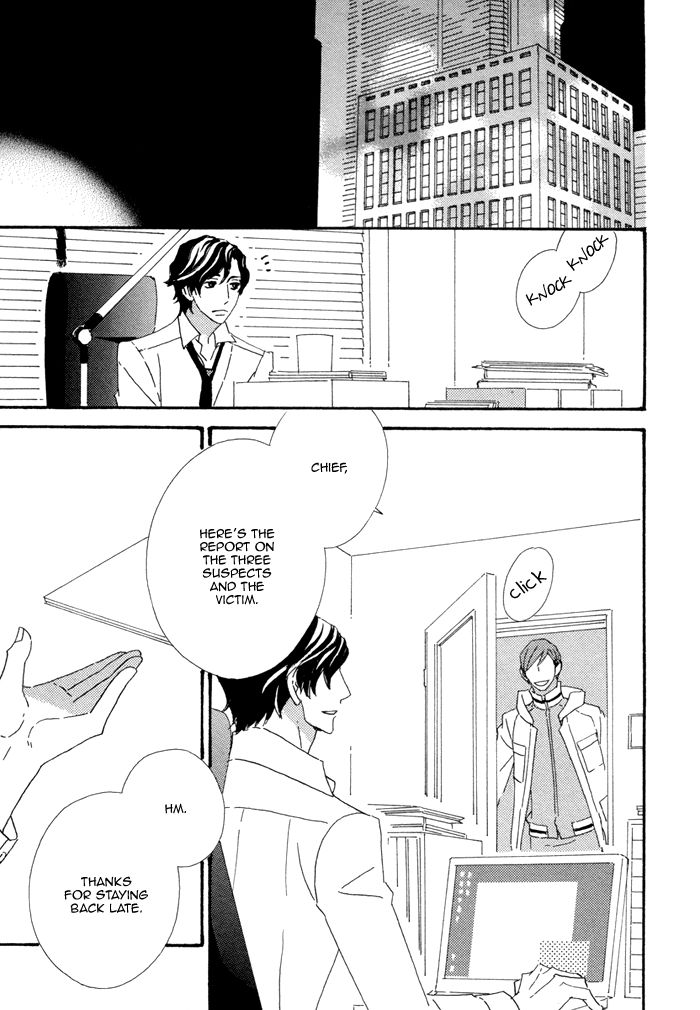 KNOCK KNOCK
click
CHIEF,
HERE'S THE
REPORT ON
THE THREE
SUSPECTS
AND THE
VICTIM.
HM.
THANKS
FOR STAYING
BACK LATE.